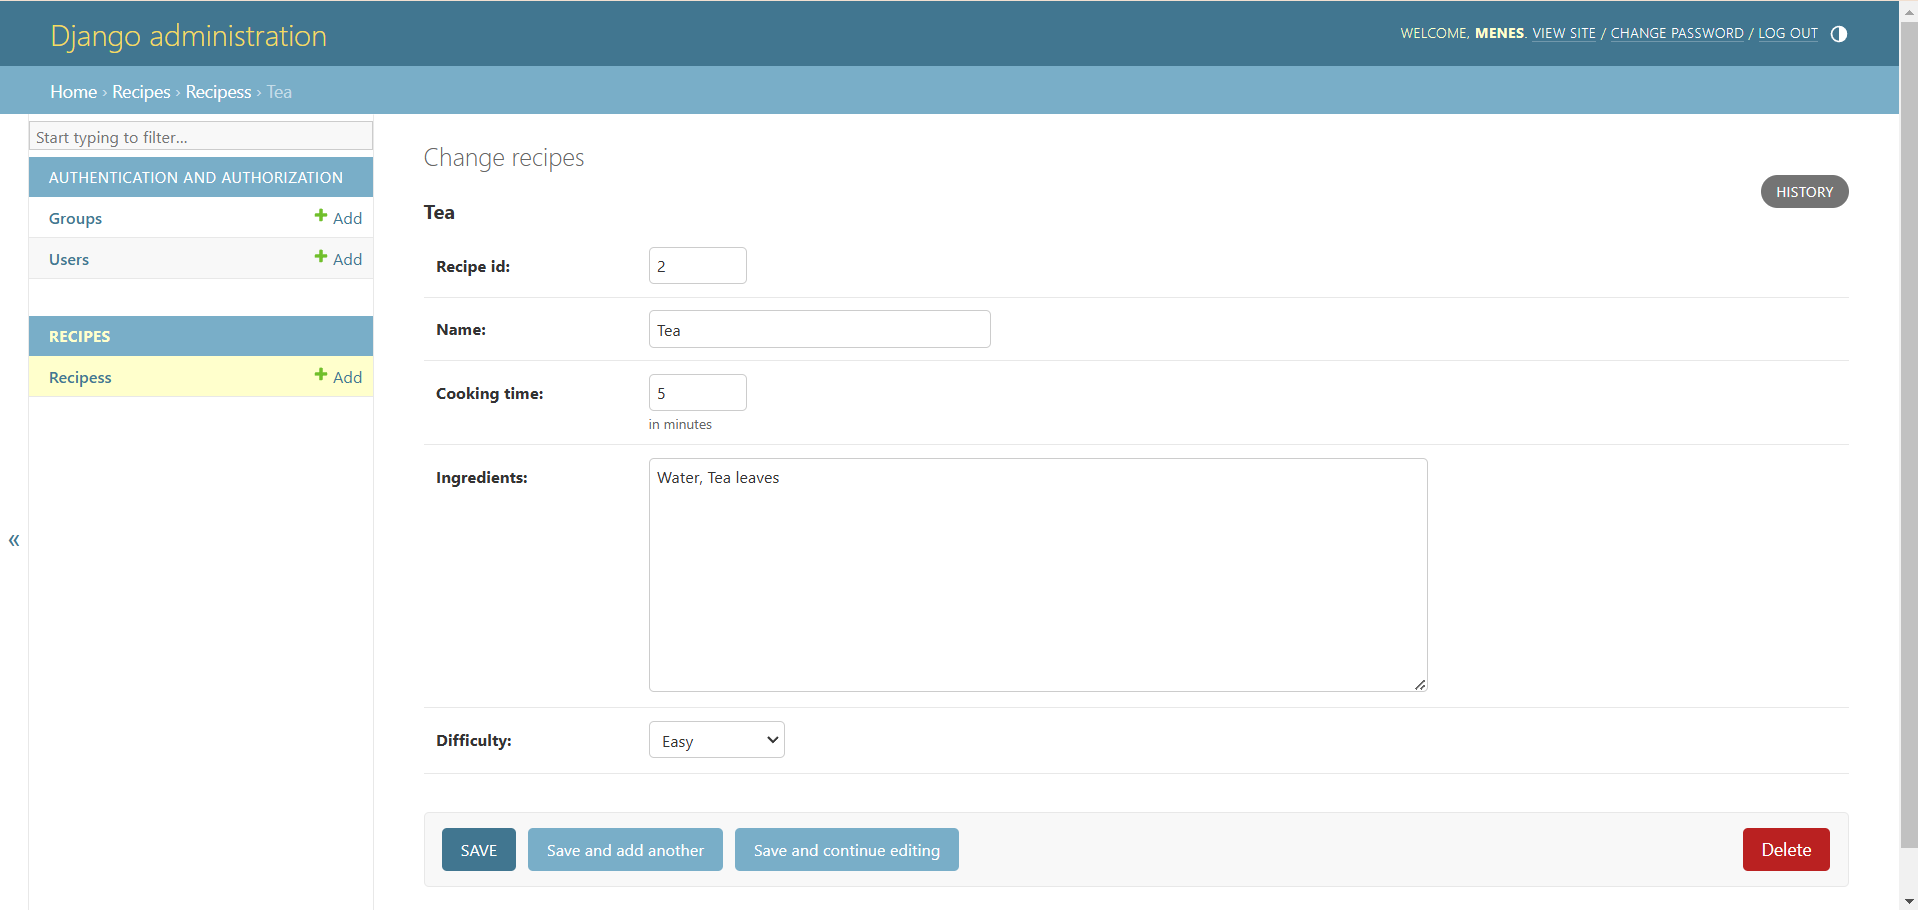 Django administration
WELCOME, MENES. VIEW SITE / CHANGE PASSWORD / LOG OUT
Home › Recipes › Recipess › Tea
Start typing to filter...
AUTHENTICATION AND AUTHORIZATION
Groups + Add
Users + Add
RECIPES
Recipess + Add
«
Change recipes
HISTORY
Tea
Recipe id: 2
Name: Tea
Cooking time: 5
in minutes
Ingredients: Water, Tea leaves
Difficulty: Easy
SAVE Save and add another Save and continue editing Delete